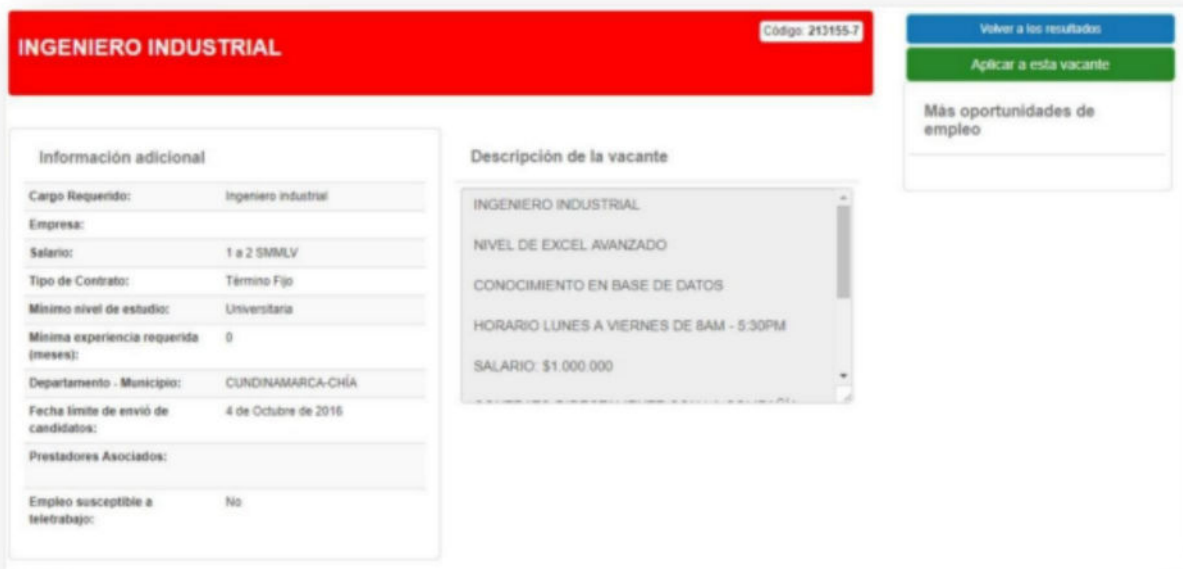 INGENIERO INDUSTRIAL
Código: 213155-7
Volver a los resultados
Aplicar a esta vacante
Más oportunidades de
empleo
Información adicional
Cargo Requerido: Ingeniero industrial
Empresa:
Salario: 1 a 2 SMMLV
Tipo de Contrato: Término Fijo
Mínimo nivel de estudio: Universitaria
Mínima experiencia requerida
(meses): 0
Departamento - Municipio: CUNDINAMARCA-CHÍA
Fecha límite de envió de
candidatos: 4 de Octubre de 2016
Prestadores Asociados:
Empleo susceptible a
teletrabajo: No
Descripción de la vacante
INGENIERO INDUSTRIAL
NIVEL DE EXCEL AVANZADO
CONOCIMIENTO EN BASE DE DATOS
HORARIO LUNES A VIERNES DE 8AM - 5:30PM
SALARIO: $1.000.000